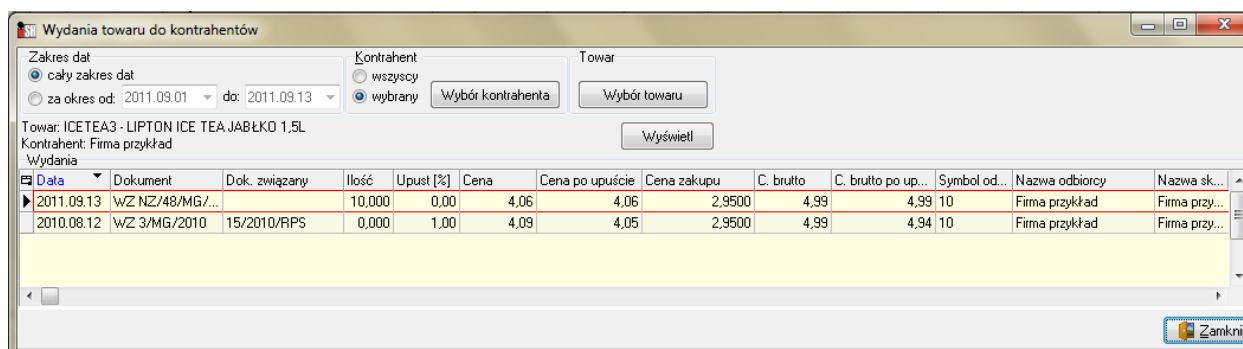 Wydania towaru do kontrahentów
Zakres dat Kontrahent Towar
cały zakres dat wszyscy
za okres od: 2011.09.01 do: 2011.09.13 wybrany Wybór kontrahenta Wybór towaru
Towar: ICETEA3 - LIPTON ICE TEA JABŁKO 1,5L Wyświetl
Kontrahent: Firma przykład
Wydania
Data Dokument Dok. związany Ilość Upust [%] Cena Cena po upuście Cena zakupu C. brutto C. brutto po up... Symbol od... Nazwa odbiorcy Nazwa sk...
2011.09.13 WZ NZ/48/MG/... 10,000 0,00 4,06 4,06 2,9500 4,99 4,99 10 Firma przykład Firma przy...
2010.08.12 WZ 3/MG/2010 15/2010/RPS 0,000 1,00 4,09 4,05 2,9500 4,99 4,94 10 Firma przykład Firma przy...
Zamknij